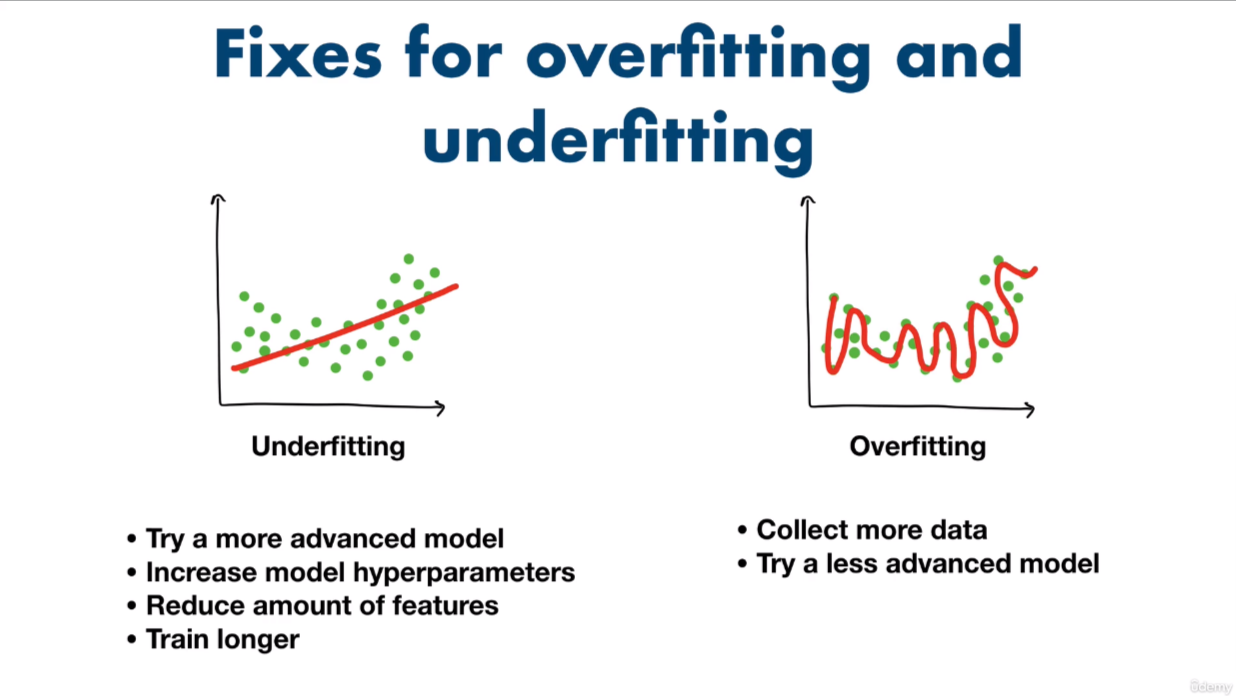 Fixes for overfitting and
underfitting
Underfitting
• Try a more advanced model
• Increase model hyperparameters
• Reduce amount of features
• Train longer
Overfitting
• Collect more data
• Try a less advanced model
ûdemy